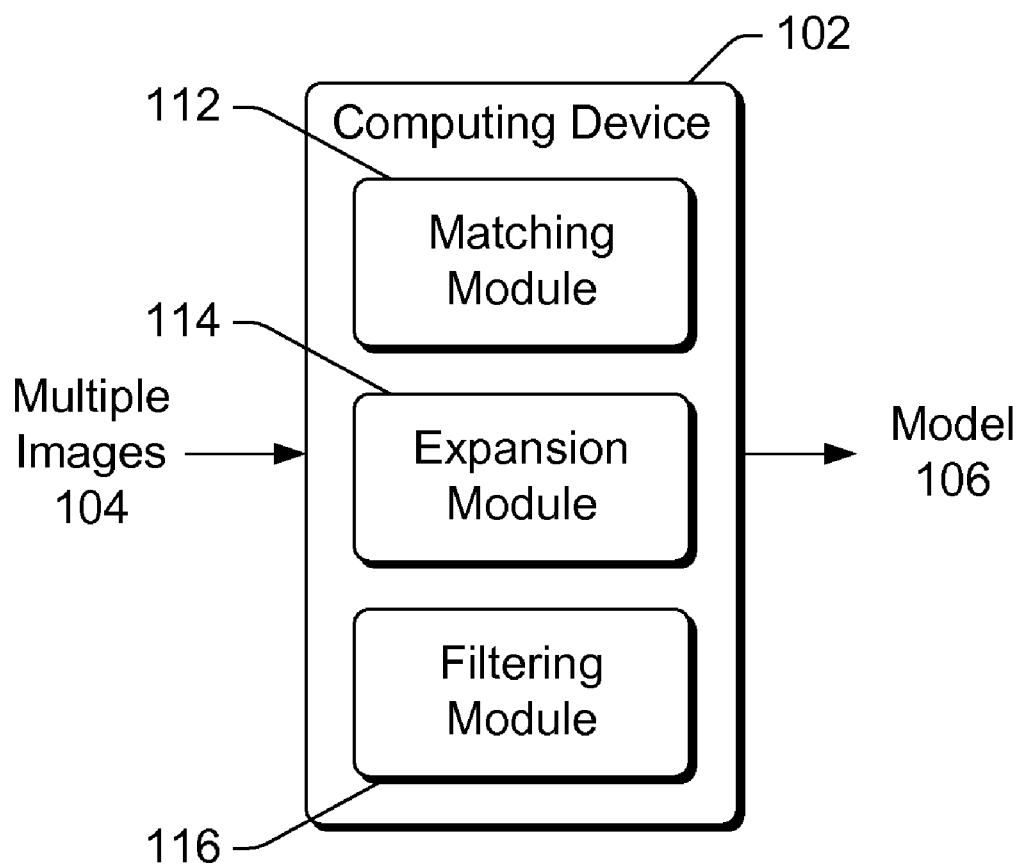 102
112
Computing Device
Matching
Module
114
Multiple
Images
104
Expansion
Module
Model
106
Filtering
Module
116